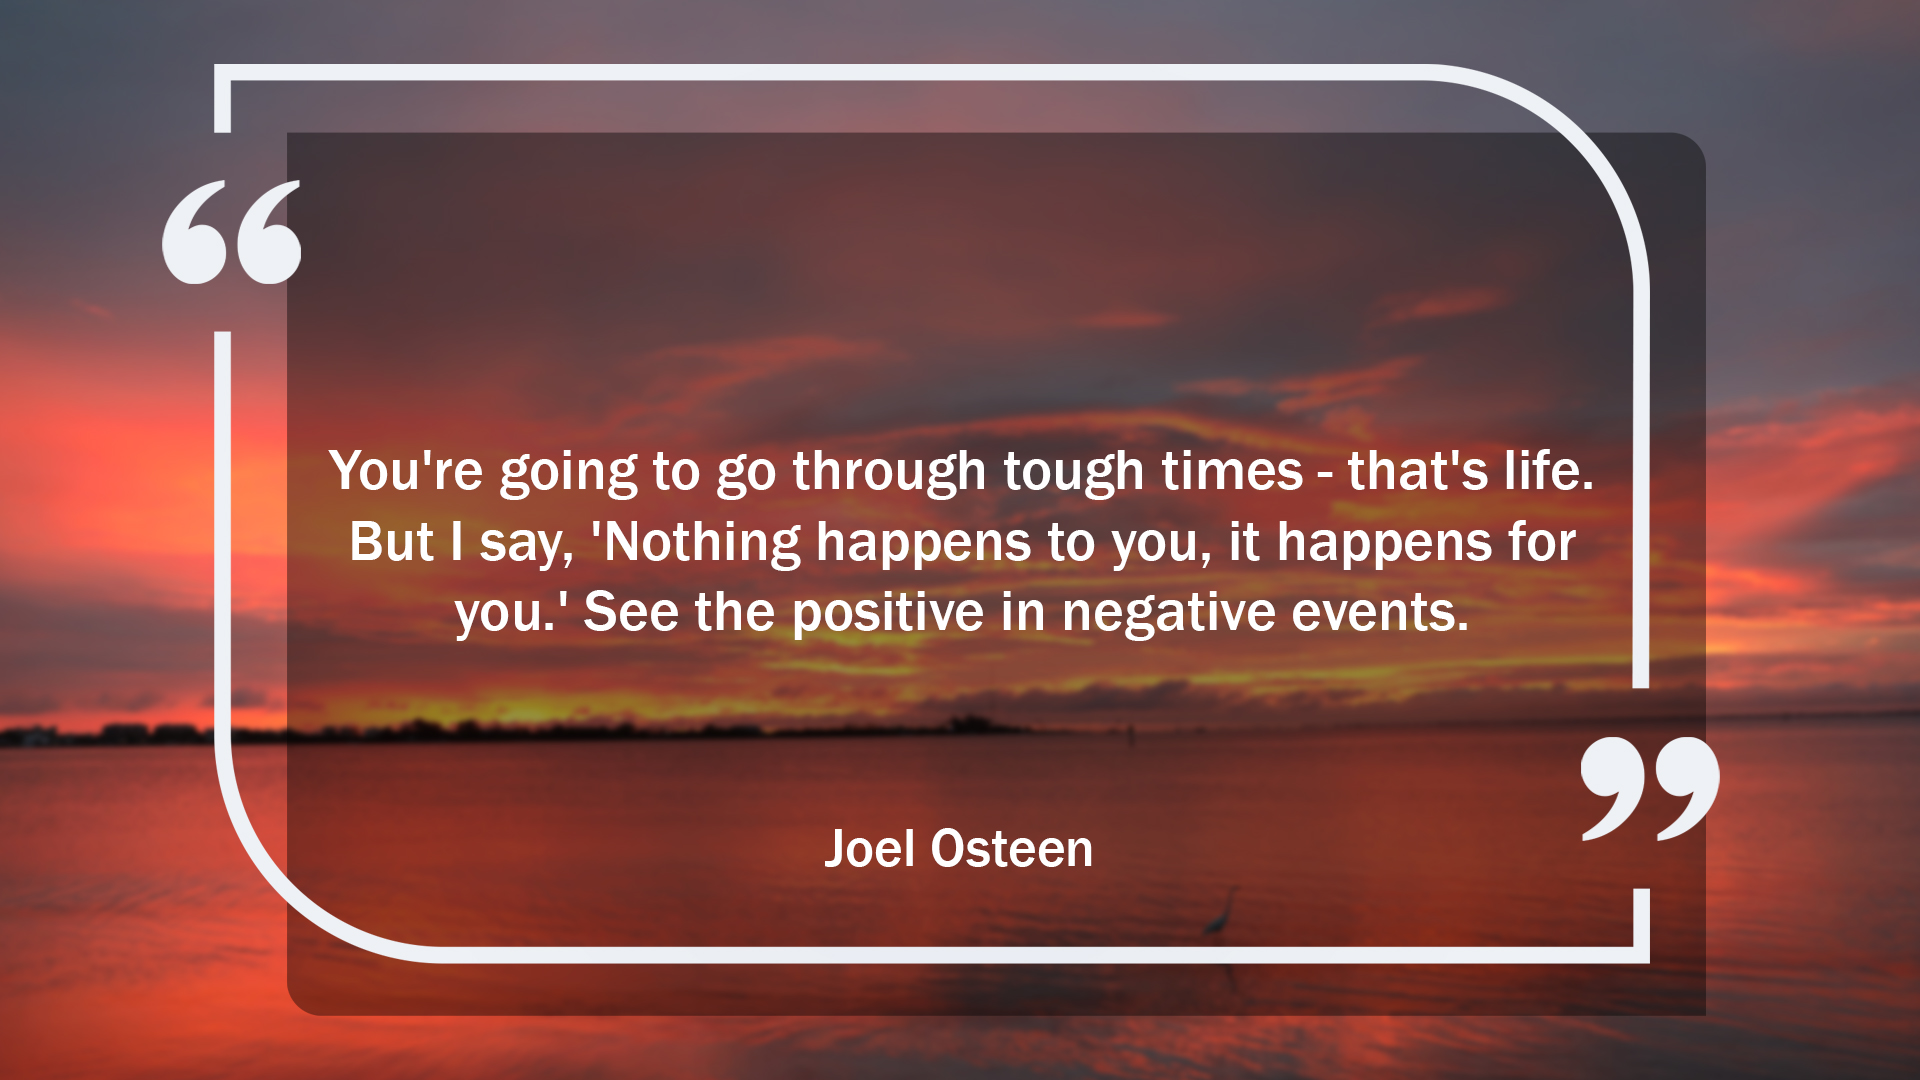 “
You're going to go through tough times - that's life.
But I say, 'Nothing happens to you, it happens for
you.' See the positive in negative events.
”
Joel Osteen